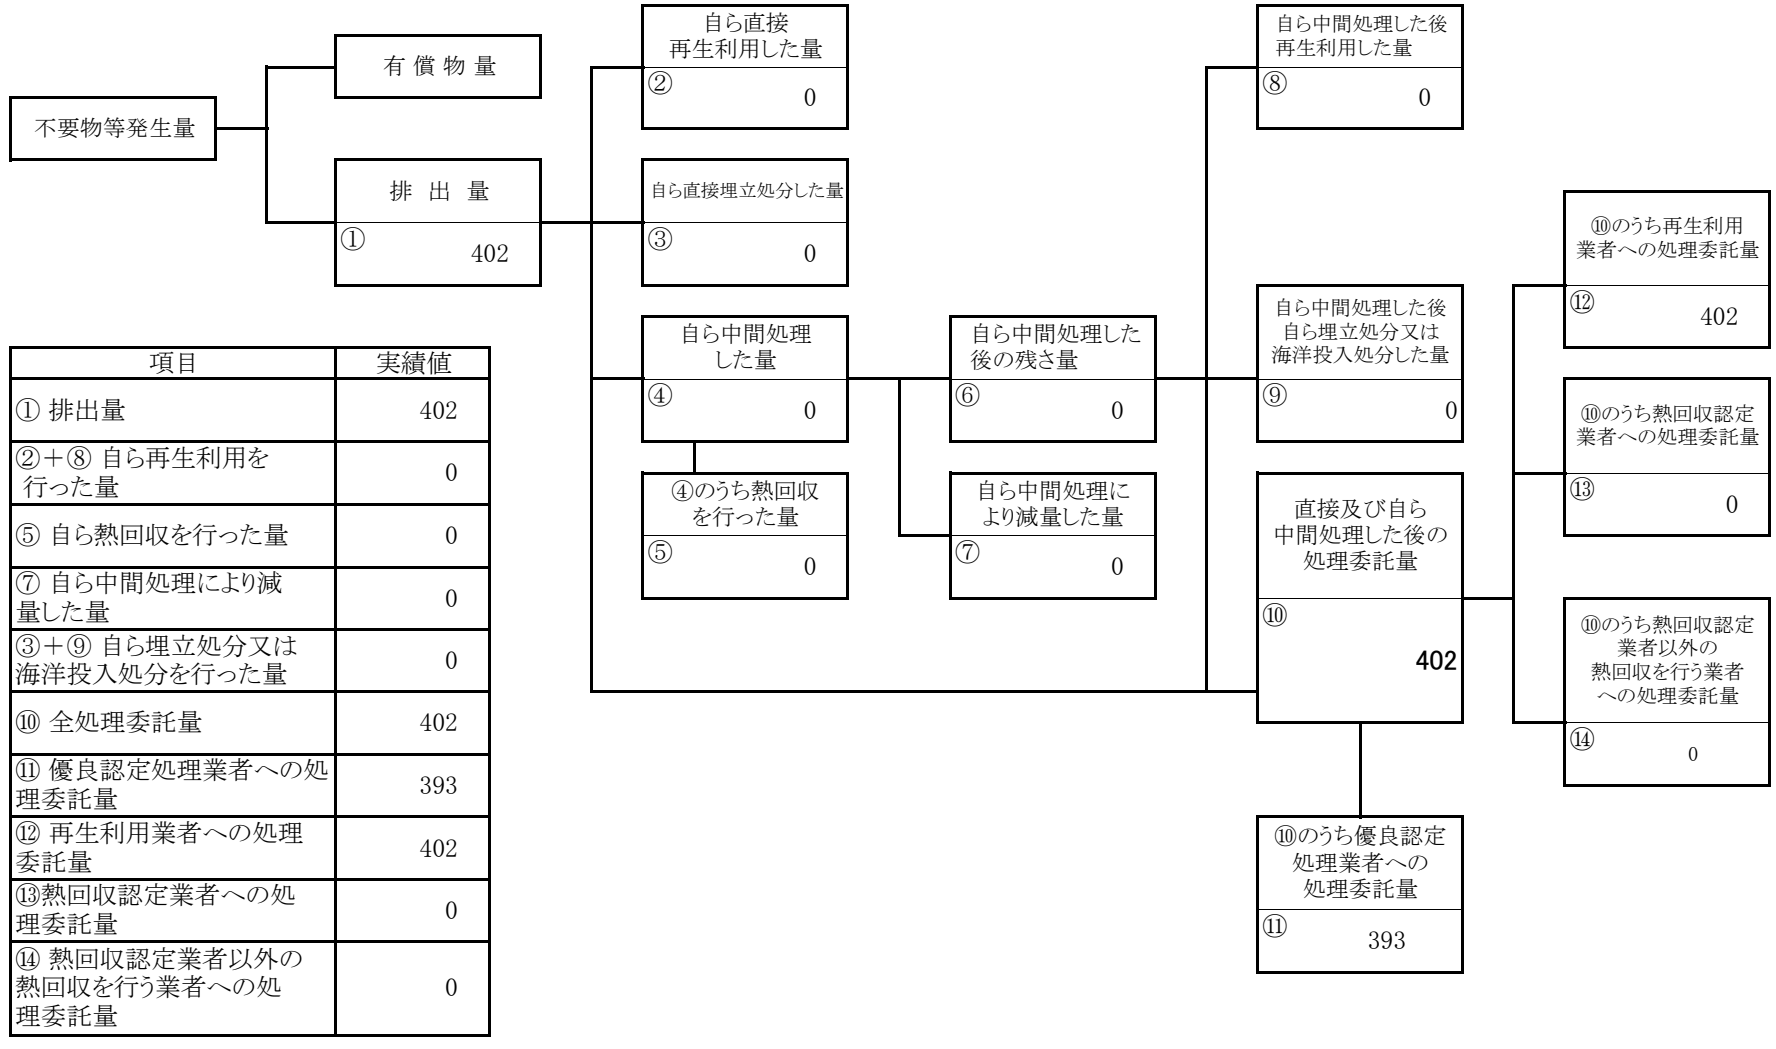 不要物等発生量
有償物量
排出量
①
402
自ら直接
再生利用した量
②
0
自ら直接埋立処分した量
③
0
自ら中間処理
した量
④
0
④のうち熱回収
を行った量
⑤
0
自ら中間処理した
後の残さ量
⑥
0
自ら中間処理に
より減量した量
⑦
0
自ら中間処理した後
再生利用した量
⑧
0
自ら中間処理した後
自ら埋立処分又は
海洋投入処分した量
⑨
0
直接及び自ら
中間処理した後の
処理委託量
⑩
402
⑩のうち優良認定
処理業者への
処理委託量
⑪
393
⑩のうち再生利用
業者への処理委託量
⑫
402
⑩のうち熱回収認定
業者への処理委託量
⑬
0
⑩のうち熱回収認定
業者以外の
熱回収を行う業者
への処理委託量
⑭
0
項目 実績値
① 排出量 402
②＋⑧ 自ら再生利用を
行った量 0
⑤ 自ら熱回収を行った量 0
⑦ 自ら中間処理により減
量した量 0
③＋⑨ 自ら埋立処分又は
海洋投入処分を行った量 0
⑩ 全処理委託量 402
⑪ 優良認定処理業者への処
理委託量 393
⑫ 再生利用業者への処理
委託量 402
⑬熱回収認定業者への処
理委託量 0
⑭ 熱回収認定業者以外の
熱回収を行う業者への処
理委託量 0